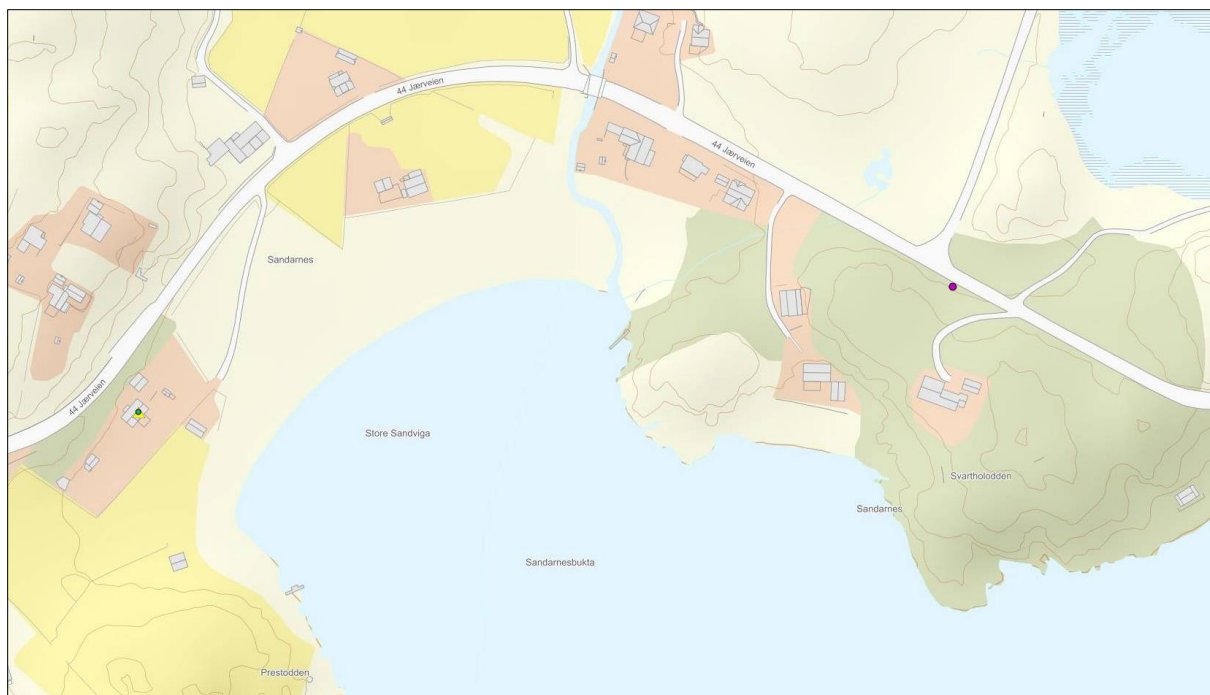 44 Jærveien
44 Jærveien
Sandarnes
44 Jærveien
Store Sandviga
Svartholodden
Sandarnes
Sandarnesbukta
Prestodden